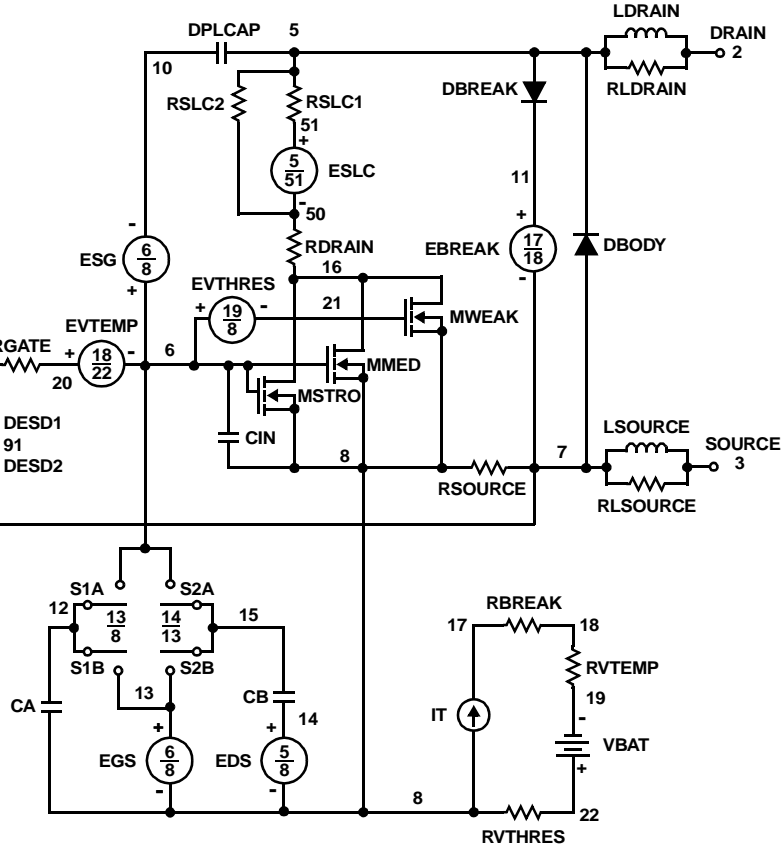 LDRAIN
DPLCAP 5 DRAIN
2
10
RLDRAIN
DBREAK
RSLC2 RSLC1
51
+
5
51
ESLC
11
-
50
+
-
RDRAIN
ESG 6
8
EBREAK 17
18
DBODY
16
+
EVTHRES
-
+ 19
8
- 21
MWEAK
EVTEMP
RGATE + 18
22
- 6
20
MMED
MSTRO
DESD1
91
DESD2
CIN
LSOURCE
8 7 SOURCE
3
RSOURCE
RLSOURCE
S1A S2A
12 13
8
14
13
15
RBREAK
17 18
S1B S2B
RVTEMP
13
19
CA CB
14
IT
-
VBAT
+ +
EGS 6
8
EDS 5
8
+
- -
8
22
RVTHRES